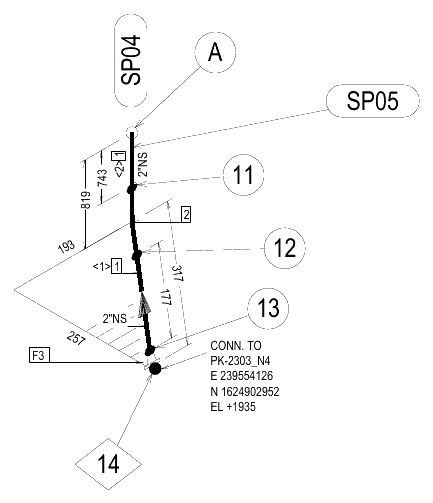 SP04
A
SP05
<2> 1
2"NS
11
743
819
2
193
12
<1> 1
317
177
13
2"NS
257
F3
CONN. TO
PK-2303_N4
E 239554126
N 1624902952
EL +1935
14